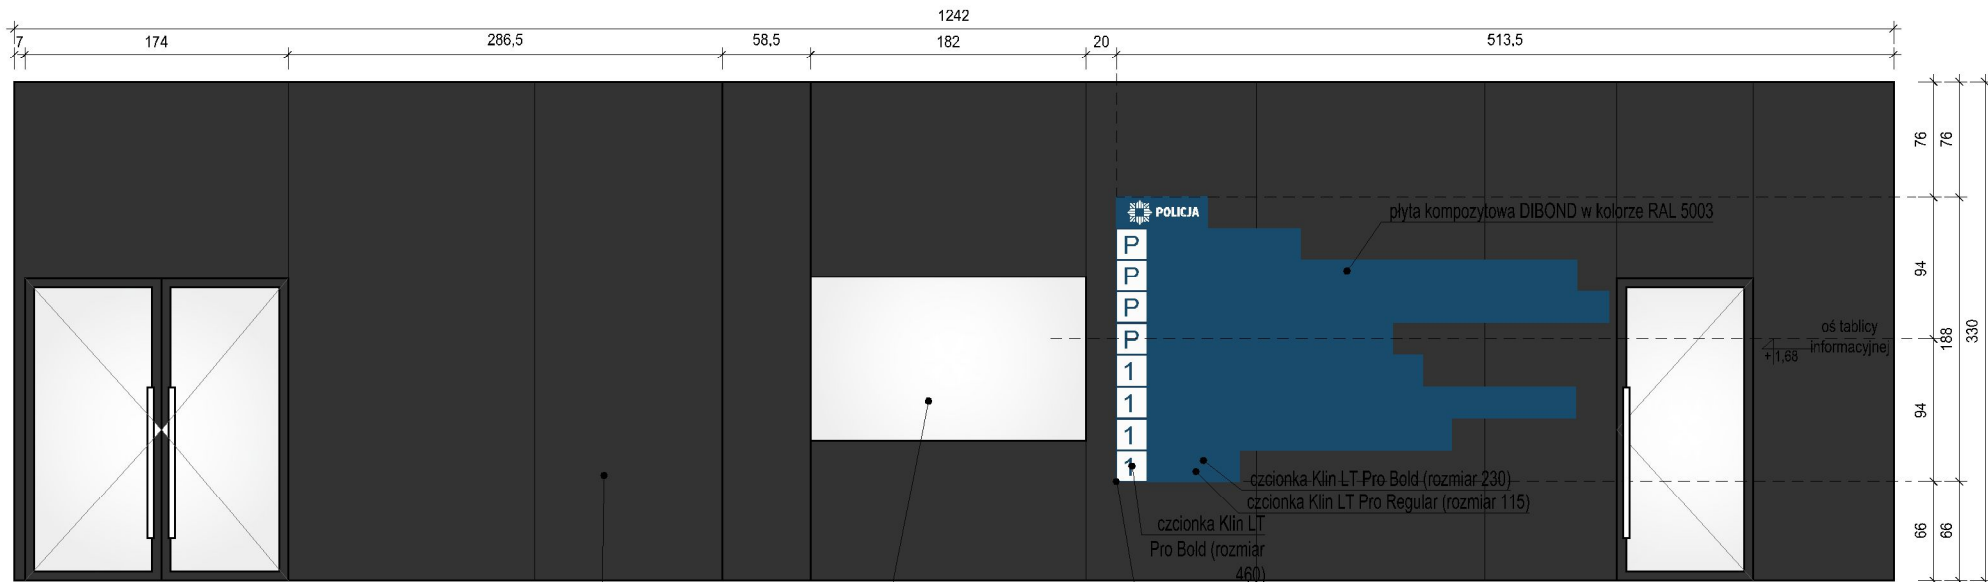 1242
7 174 286,5 58,5 182 20 513,5
76 76
POLICJA
płyta kompozytowa DIBOND w kolorze RAL 5003
P
P
94
P
P
oś tablicy
informacyjnej
+1,68
188
330
1
1
94
1
1
czcionka Klin LT Pro Bold (rozmiar 230)
czcionka Klin LT Pro Regular (rozmiar 115)
czcionka Klin LT
Pro Bold (rozmiar
460)
66 66